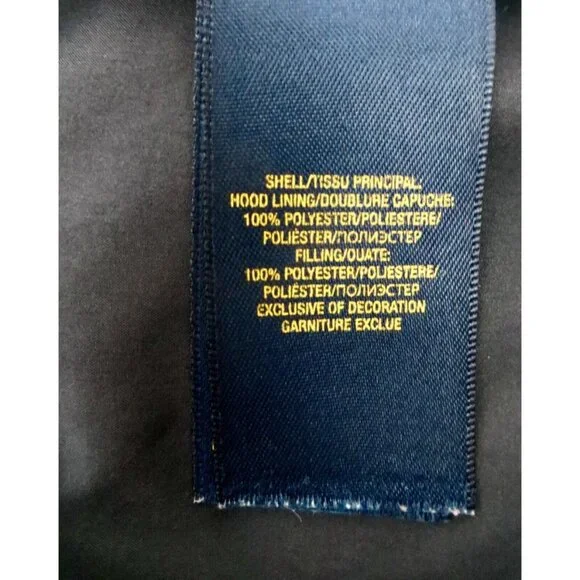 SHELL/TISSU PRINCIPAL:
HOOD LINING/DOUBLURE CAPUCHE:
100% POLYESTER/POLIESTERE/
POLIÉSTER/ПОЛИЭСТЕР
FILLING/OUATE:
100% POLYESTER/POLIESTERE/
POLIÉSTER/ПОЛИЭСТЕР
EXCLUSIVE OF DECORATION
GARNITURE EXCLUE